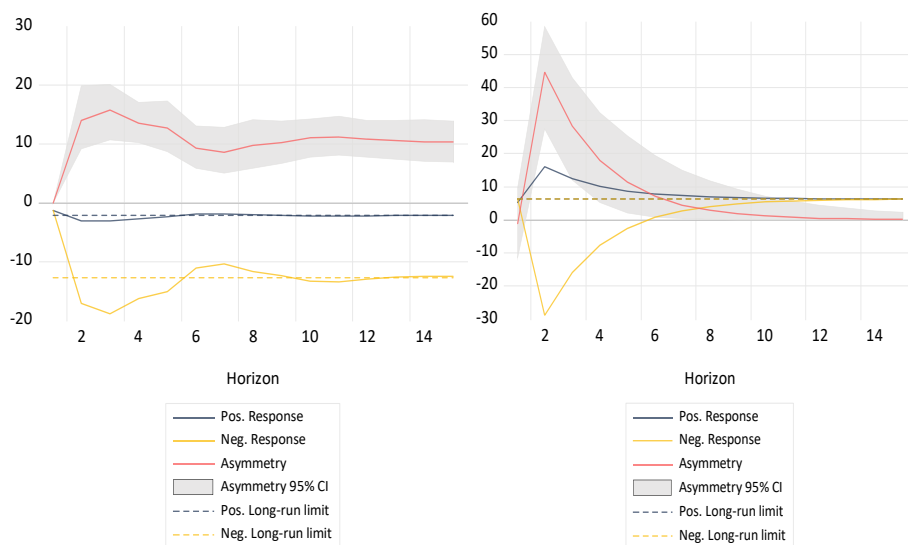 30
20
10
0
-10
-20
2 4 6 8 10 12 14
Horizon
Pos. Response
Neg. Response
Asymmetry
Asymmetry 95% CI
Pos. Long-run limit
Neg. Long-run limit
60
50
40
30
20
10
0
-10
-20
-30
2 4 6 8 10 12 14
Horizon
Pos. Response
Neg. Response
Asymmetry
Asymmetry 95% CI
Pos. Long-run limit
Neg. Long-run limit